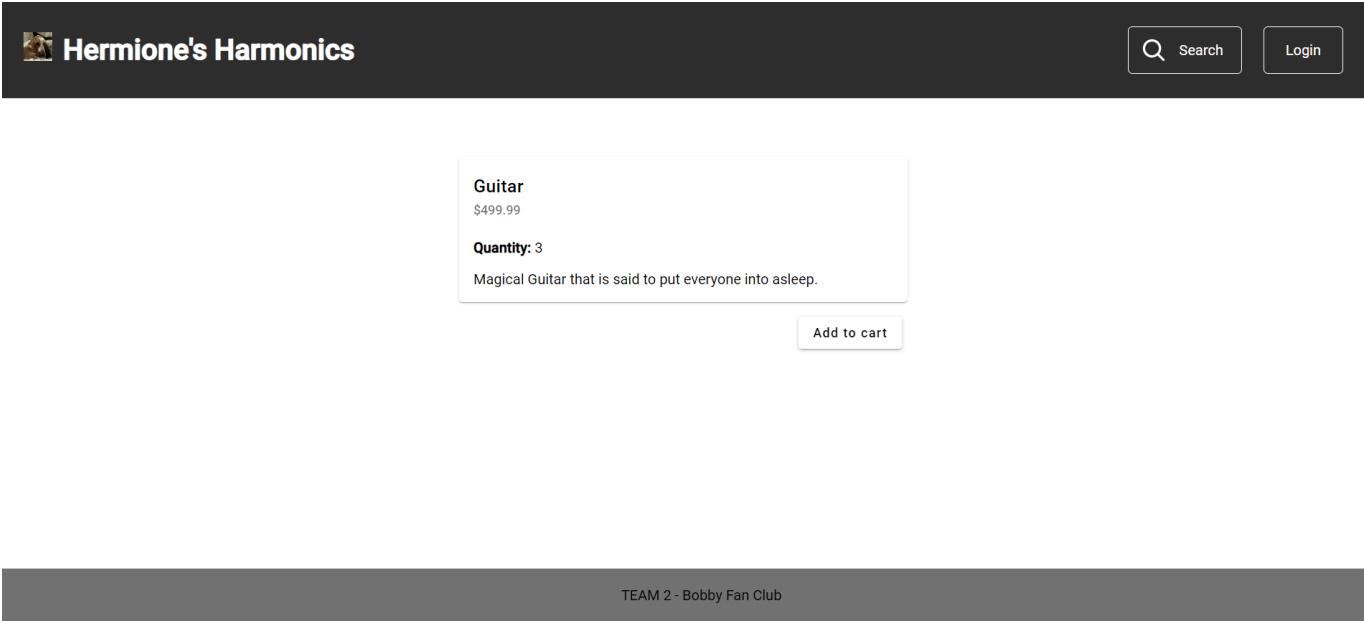 Hermione's Harmonics
Search
Login
Guitar
$499.99
Quantity: 3
Magical Guitar that is said to put everyone into asleep.
Add to cart
TEAM 2 - Bobby Fan Club